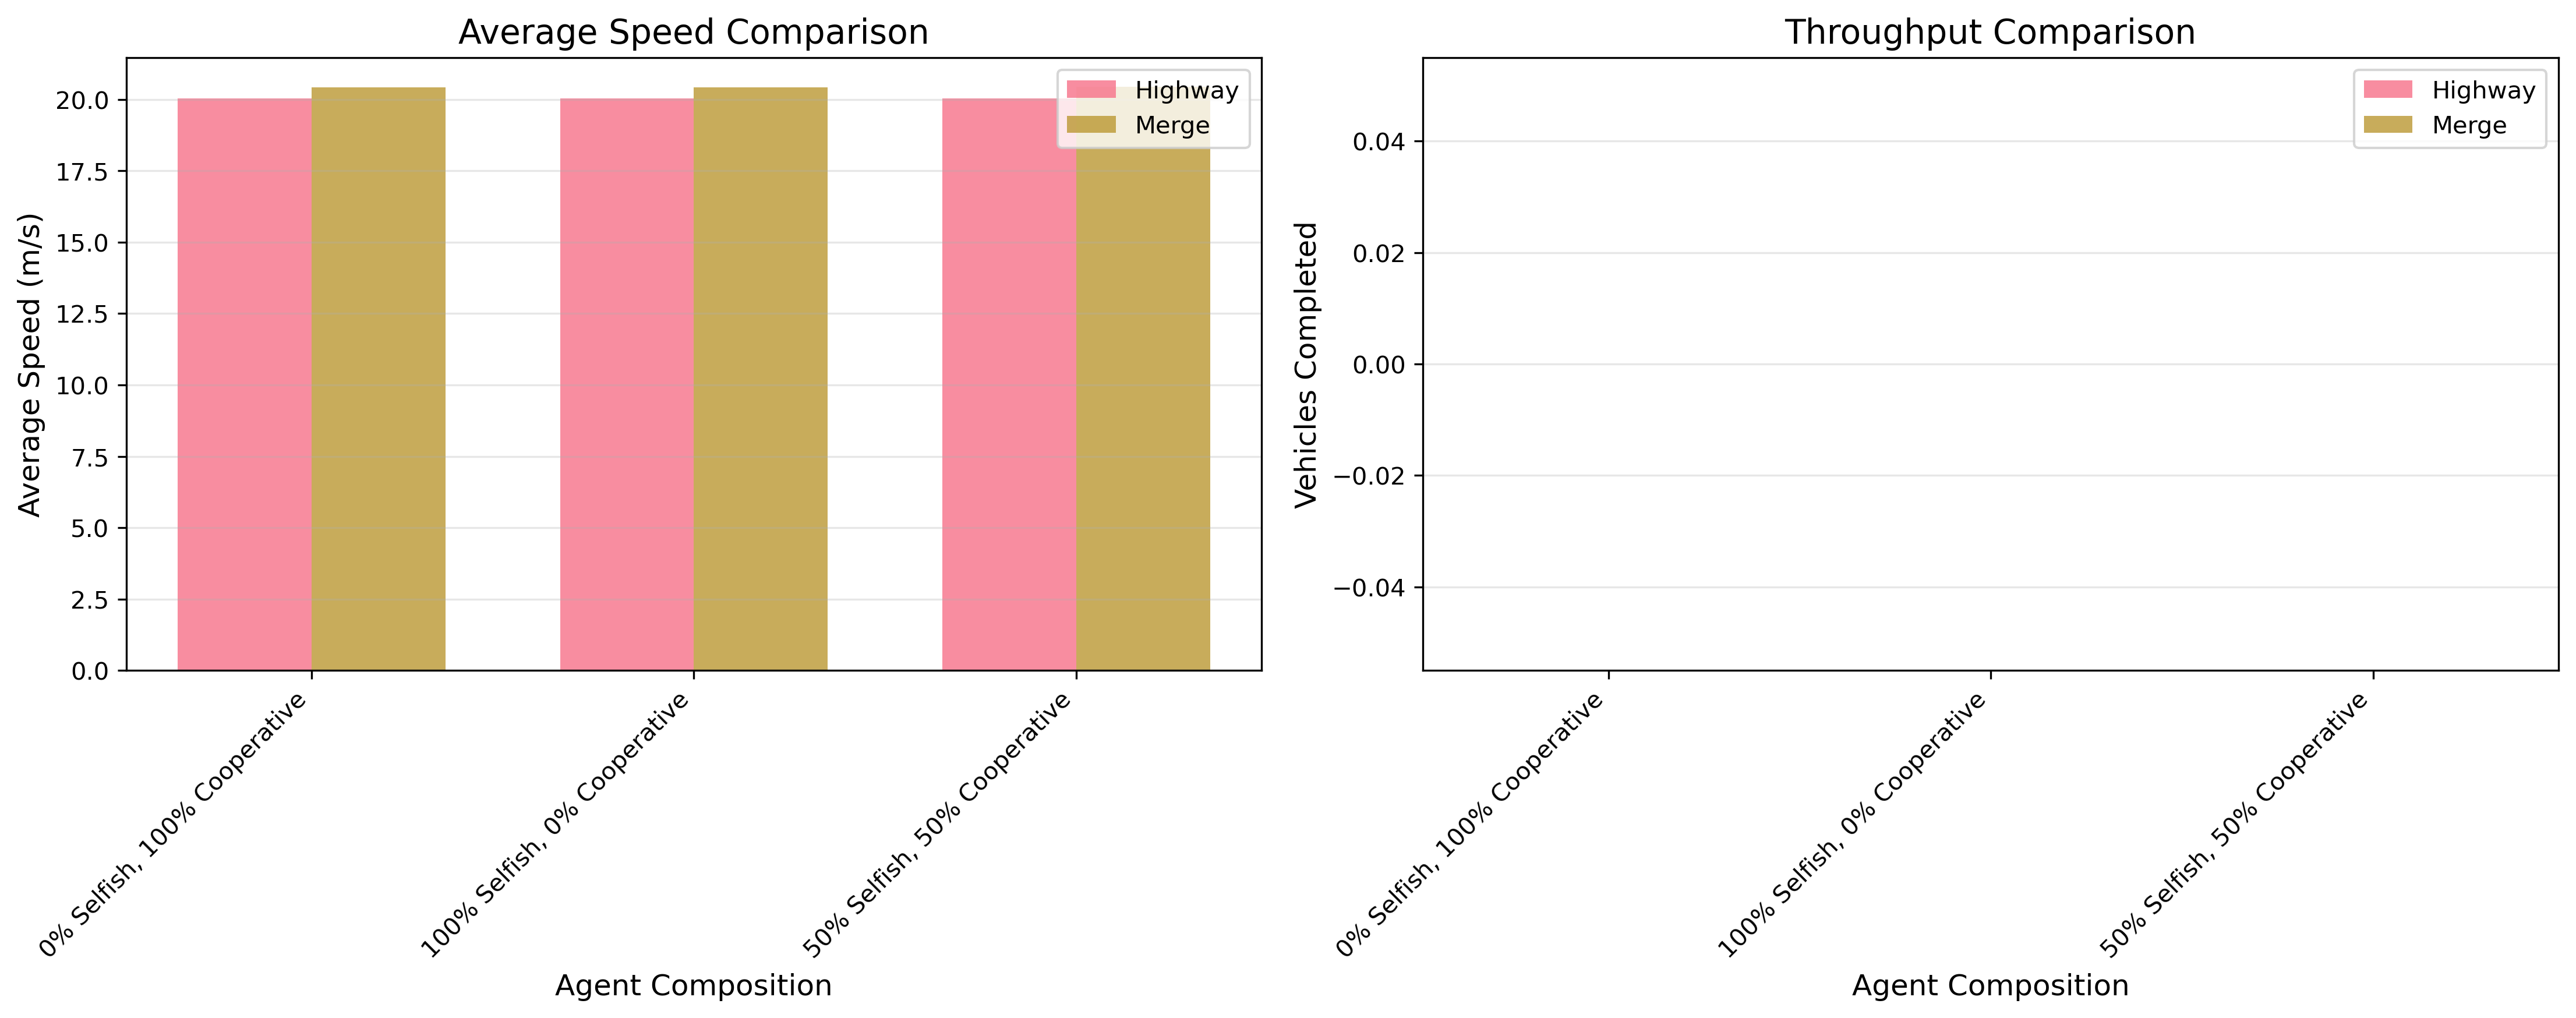 Average Speed Comparison
Average Speed (m/s)
20.0
17.5
15.0
12.5
10.0
7.5
5.0
2.5
0.0
Highway
Merge
0% Selfish, 100% Cooperative
100% Selfish, 0% Cooperative
50% Selfish, 50% Cooperative
Agent Composition
Throughput Comparison
Vehicles Completed
0.04
0.02
0.00
−0.02
−0.04
Highway
Merge
0% Selfish, 100% Cooperative
100% Selfish, 0% Cooperative
50% Selfish, 50% Cooperative
Agent Composition